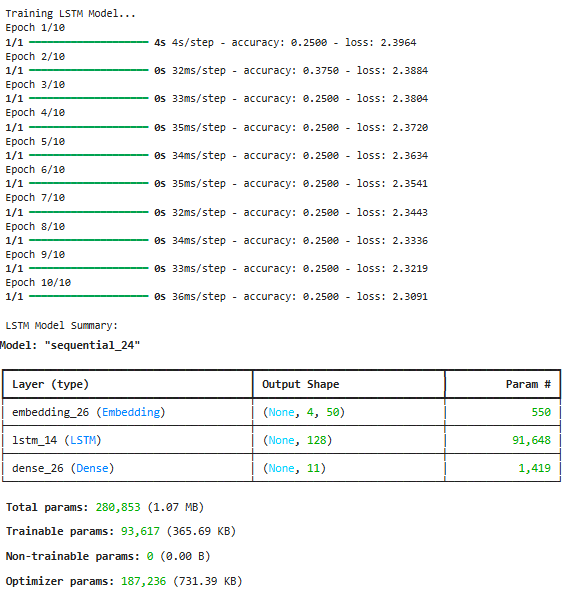 Training LSTM Model...
Epoch 1/10
1/1 4s 4s/step - accuracy: 0.2500 - loss: 2.3964
Epoch 2/10
1/1 0s 32ms/step - accuracy: 0.3750 - loss: 2.3884
Epoch 3/10
1/1 0s 33ms/step - accuracy: 0.2500 - loss: 2.3804
Epoch 4/10
1/1 0s 35ms/step - accuracy: 0.2500 - loss: 2.3720
Epoch 5/10
1/1 0s 34ms/step - accuracy: 0.2500 - loss: 2.3634
Epoch 6/10
1/1 0s 35ms/step - accuracy: 0.2500 - loss: 2.3541
Epoch 7/10
1/1 0s 32ms/step - accuracy: 0.2500 - loss: 2.3443
Epoch 8/10
1/1 0s 34ms/step - accuracy: 0.2500 - loss: 2.3336
Epoch 9/10
1/1 0s 33ms/step - accuracy: 0.2500 - loss: 2.3219
Epoch 10/10
1/1 0s 36ms/step - accuracy: 0.2500 - loss: 2.3091
LSTM Model Summary:
Model: "sequential_24"
Layer (type) Output Shape Param #
embedding_26 (Embedding) (None, 4, 50) 550
lstm_14 (LSTM) (None, 128) 91,648
dense_26 (Dense) (None, 11) 1,419
Total params: 280,853 (1.07 MB)
Trainable params: 93,617 (365.69 KB)
Non-trainable params: 0 (0.00 B)
Optimizer params: 187,236 (731.39 KB)